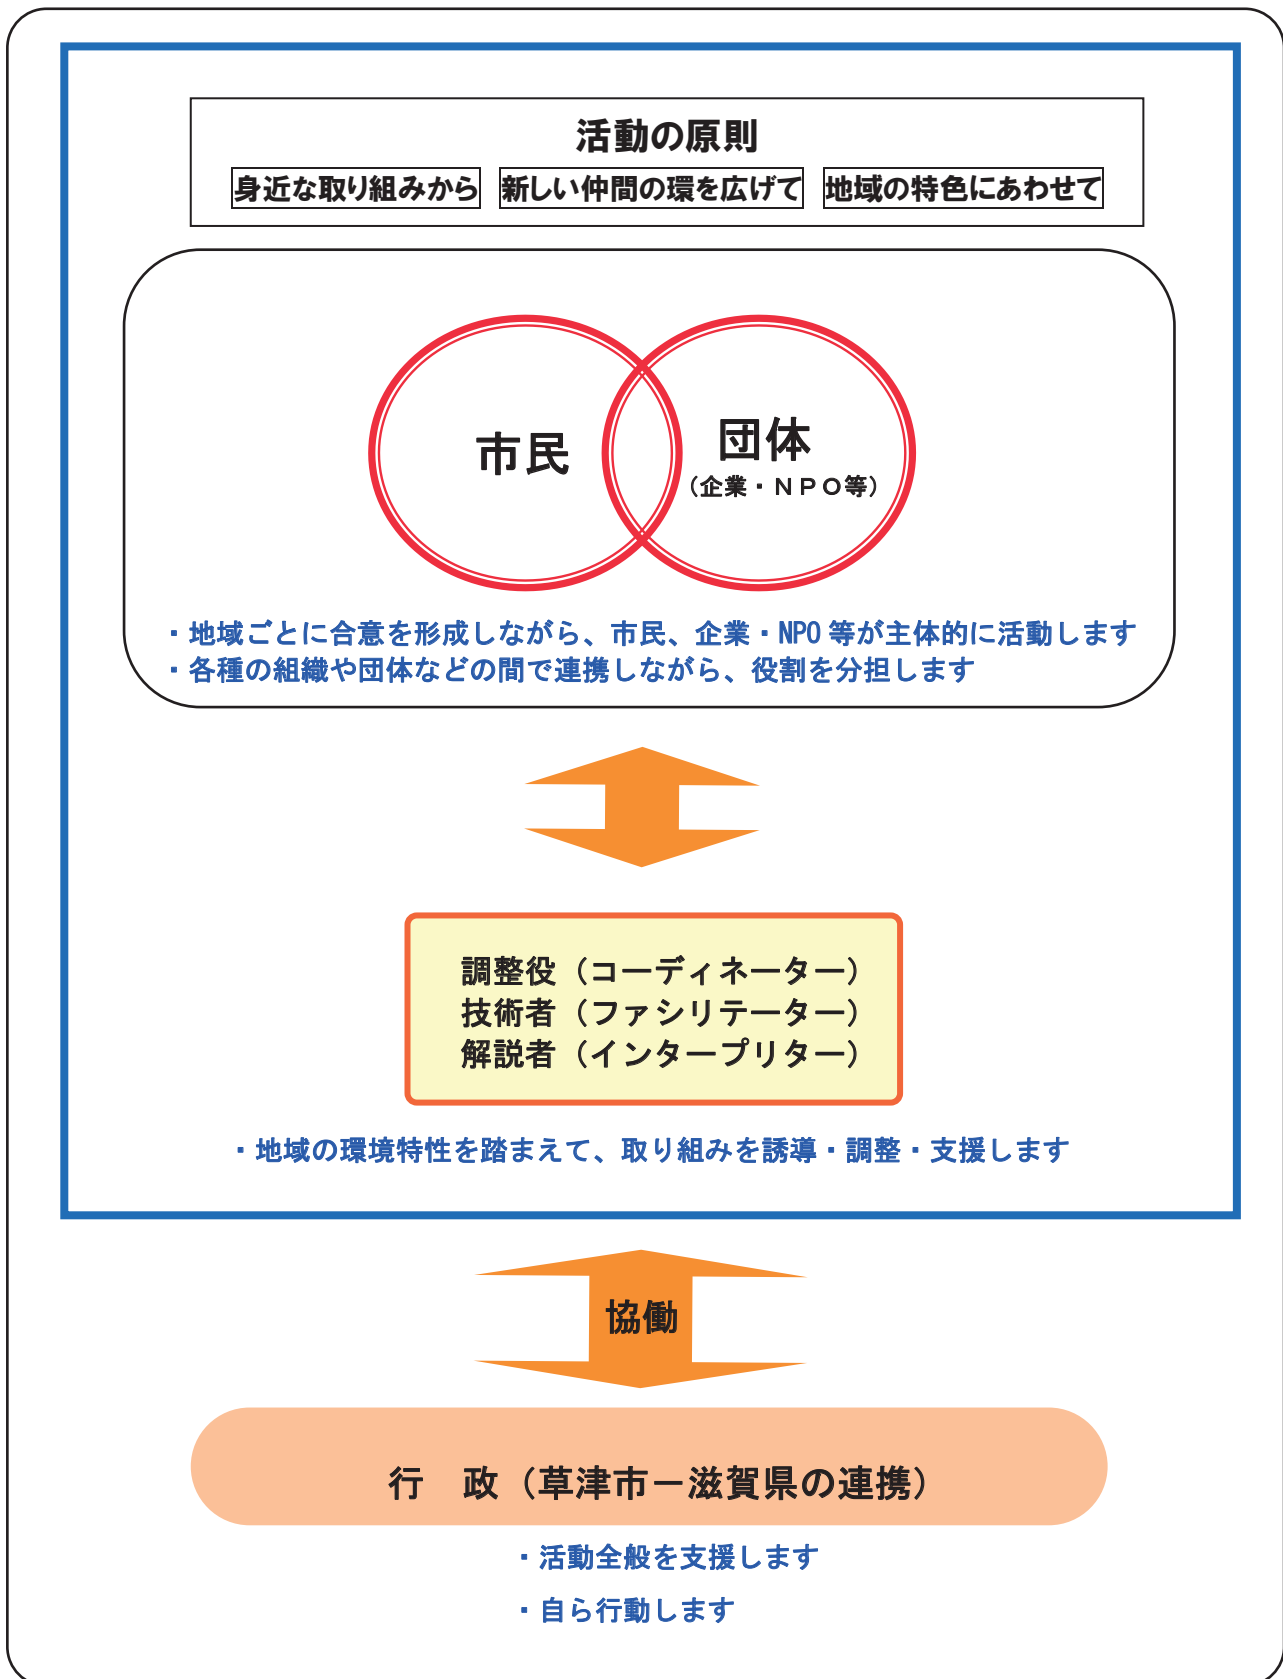 活動の原則
身近な取り組みから 新しい仲間の環を広げて 地域の特色にあわせて
市民
団体
（企業・ＮＰＯ等）
・地域ごとに合意を形成しながら、市民、企業・NPO 等が主体的に活動します
・各種の組織や団体などの間で連携しながら、役割を分担します
調整役（コーディネーター）
技術者（ファシリテーター）
解説者（インタープリター）
・地域の環境特性を踏まえて、取り組みを誘導・調整・支援します
協働
行　政（草津市－滋賀県の連携）
・活動全般を支援します
・自ら行動します